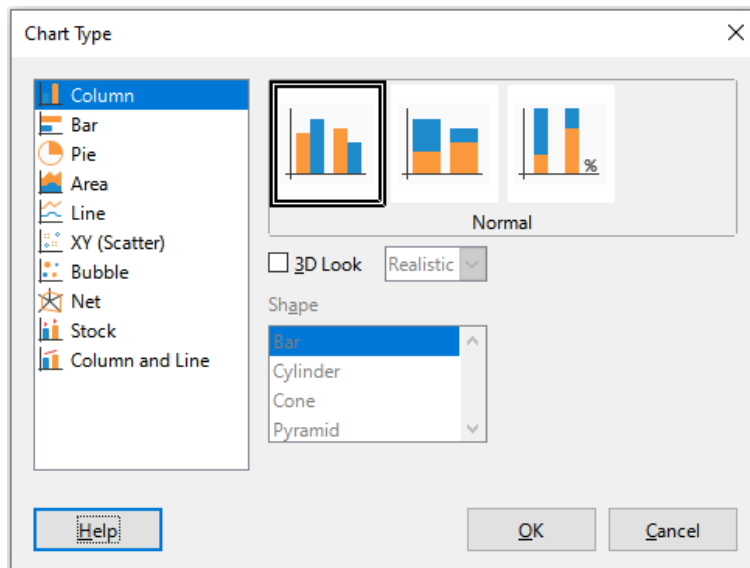 Chart Type
Column
Bar
Pie
Area
Line
XY (Scatter)
Bubble
Net
Stock
Column and Line
%
Normal
3D Look
Realistic
Shape
Bar
Cylinder
Cone
Pyramid
Help
OK
Cancel